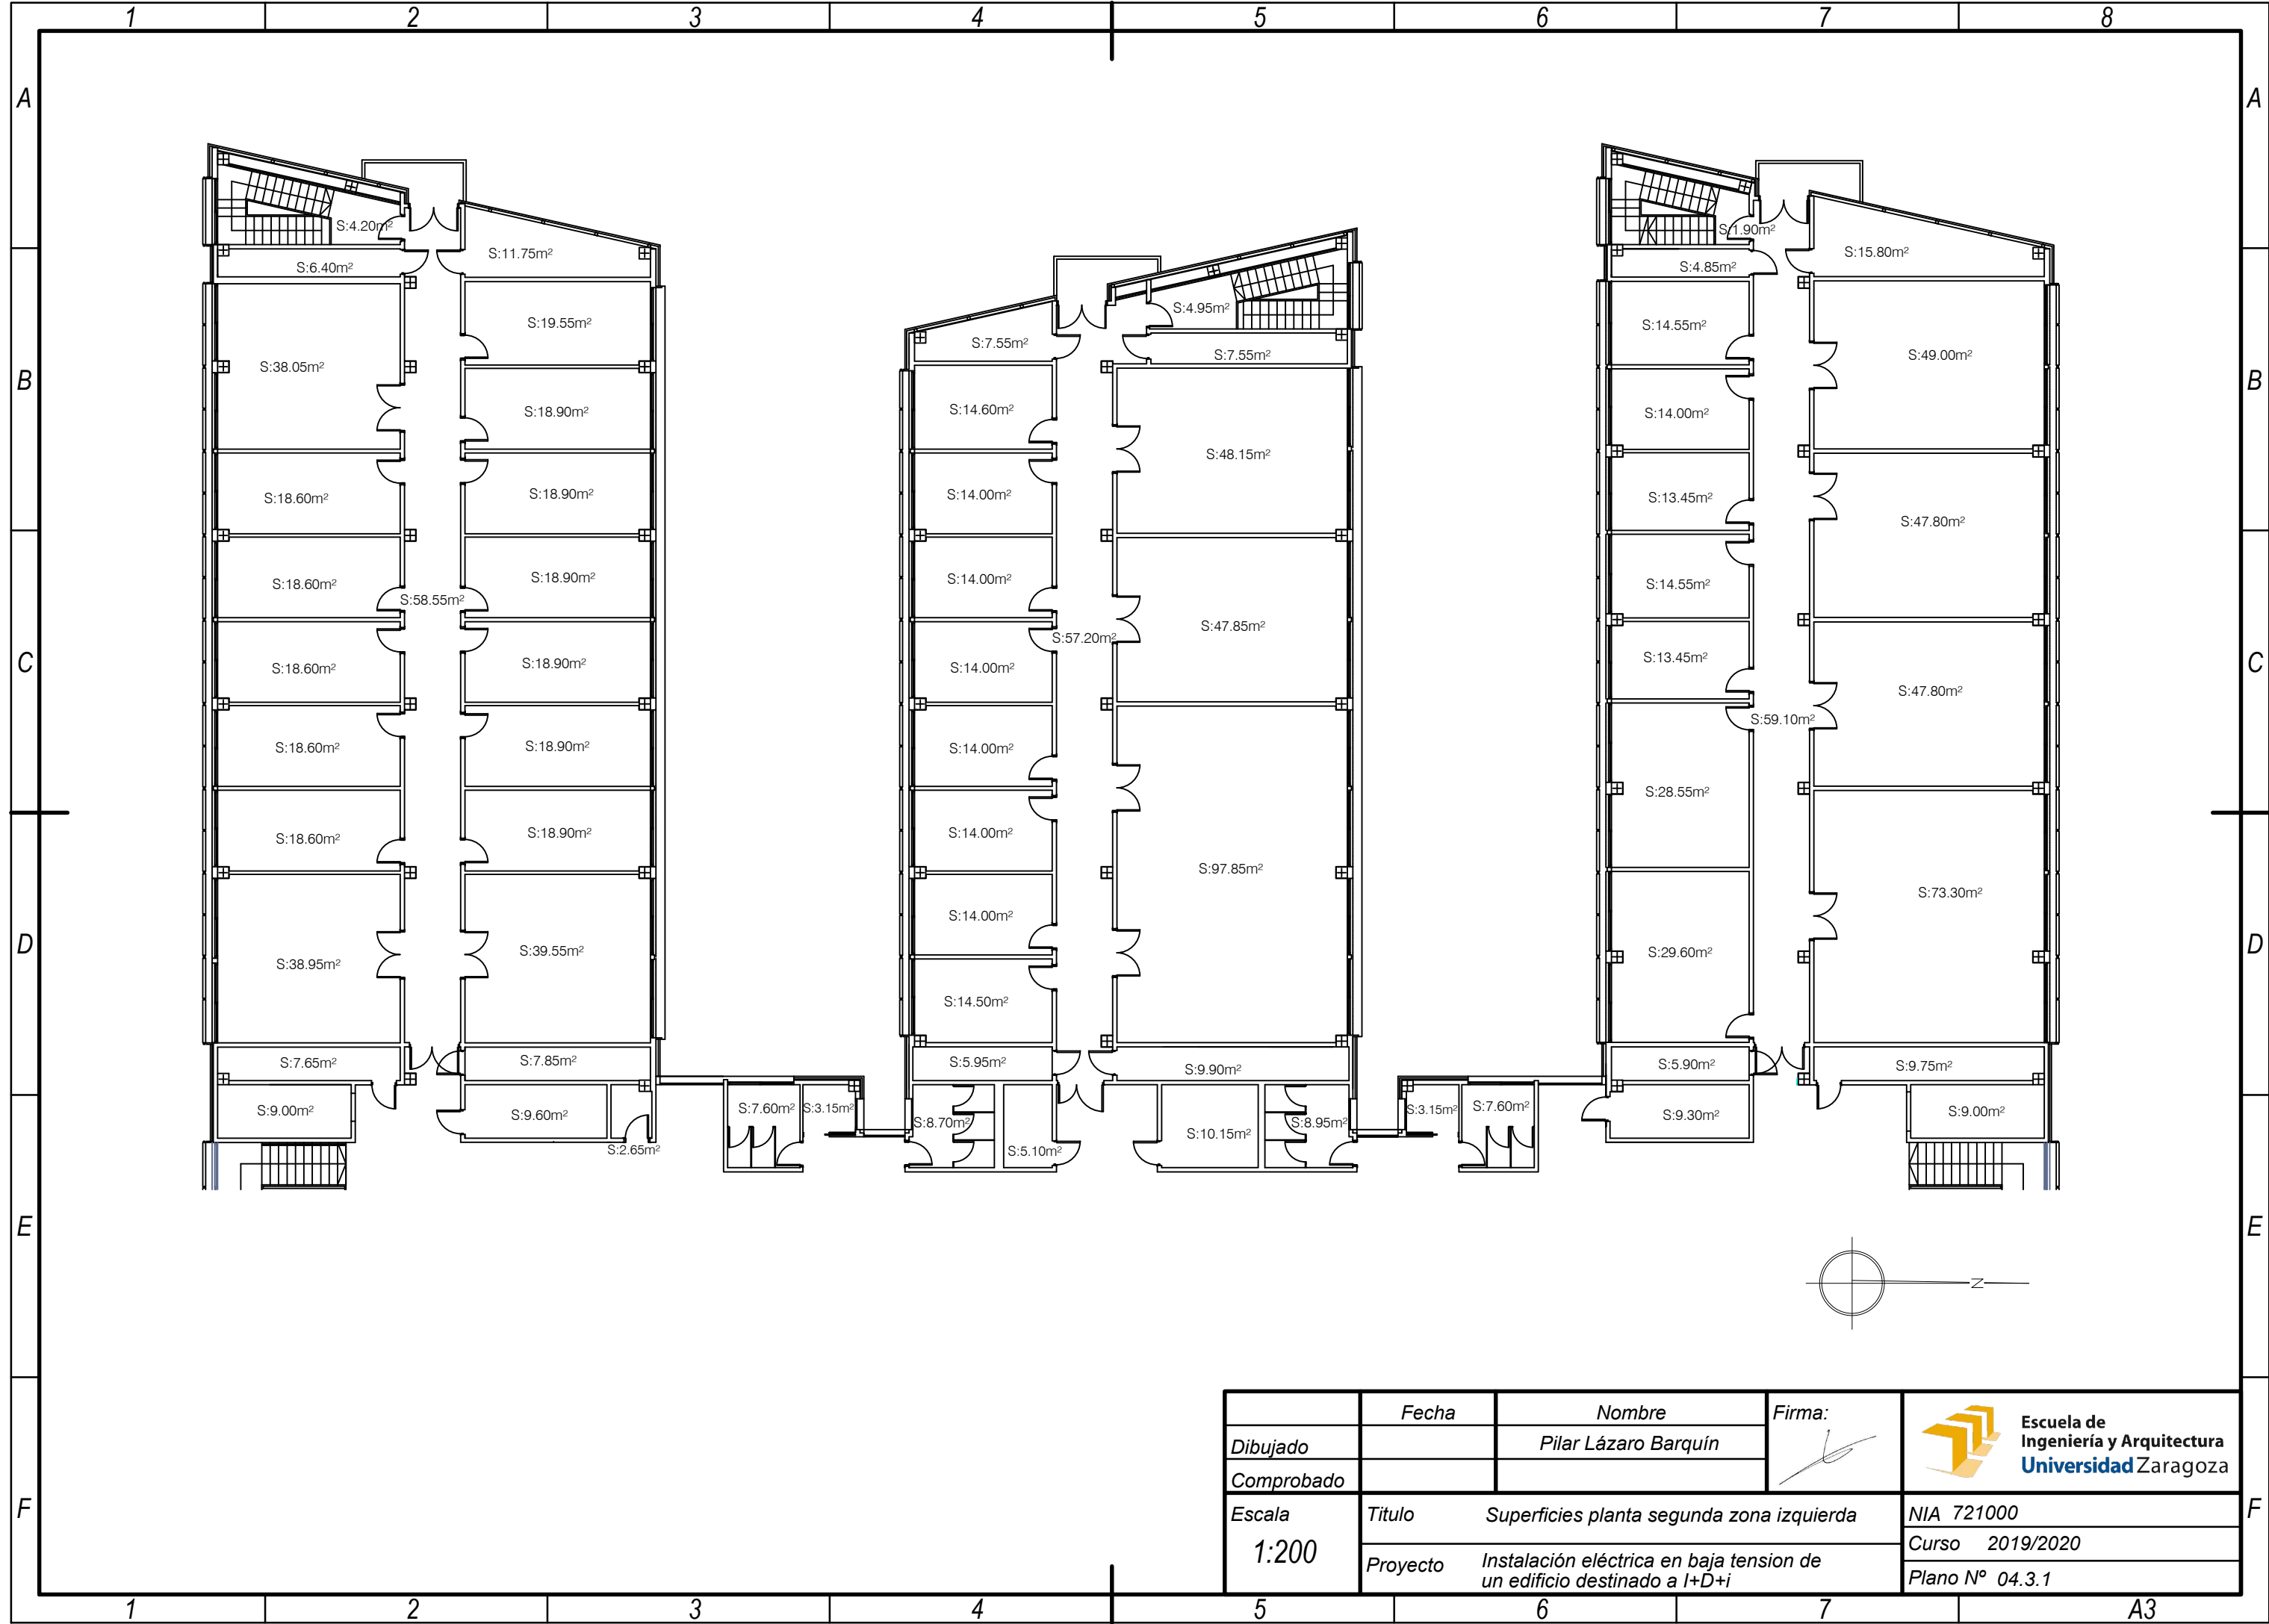 1 2 3 4 5 6 7 8
A A
B B
C C
D D
E E
F F
S:4.20m²
S:6.40m²
S:11.75m²
S:38.05m²
S:19.55m²
S:18.90m²
S:18.60m²
S:18.90m²
S:18.60m²
S:18.90m²
S:58.55m²
S:18.60m²
S:18.90m²
S:18.60m²
S:18.90m²
S:18.60m²
S:18.90m²
S:38.95m²
S:39.55m²
S:7.65m²
S:7.85m²
S:9.00m²
S:9.60m²
S:2.65m²
S:7.60m²
S:3.15m²
S:4.95m²
S:7.55m²
S:7.55m²
S:14.60m²
S:48.15m²
S:14.00m²
S:14.00m²
S:47.85m²
S:57.20m²
S:14.00m²
S:14.00m²
S:14.00m²
S:97.85m²
S:14.00m²
S:14.50m²
S:5.95m²
S:9.90m²
S:8.70m²
S:5.10m²
S:10.15m²
S:8.95m²
S:3.15m²
S:7.60m²
S:1.90m²
S:4.85m²
S:15.80m²
S:14.55m²
S:49.00m²
S:14.00m²
S:13.45m²
S:47.80m²
S:14.55m²
S:13.45m²
S:47.80m²
S:59.10m²
S:28.55m²
S:73.30m²
S:29.60m²
S:5.90m²
S:9.75m²
S:9.30m²
S:9.00m²
N
Fecha Nombre Firma:
Dibujado Pilar Lázaro Barquín
Comprobado
Escuela de
Ingeniería y Arquitectura
Universidad Zaragoza
Escala
1:200
Titulo Superficies planta segunda zona izquierda
Proyecto Instalación eléctrica en baja tension de
un edificio destinado a I+D+i
NIA 721000
Curso 2019/2020
Plano Nº 04.3.1
1 2 3 4 5 6 7 A3